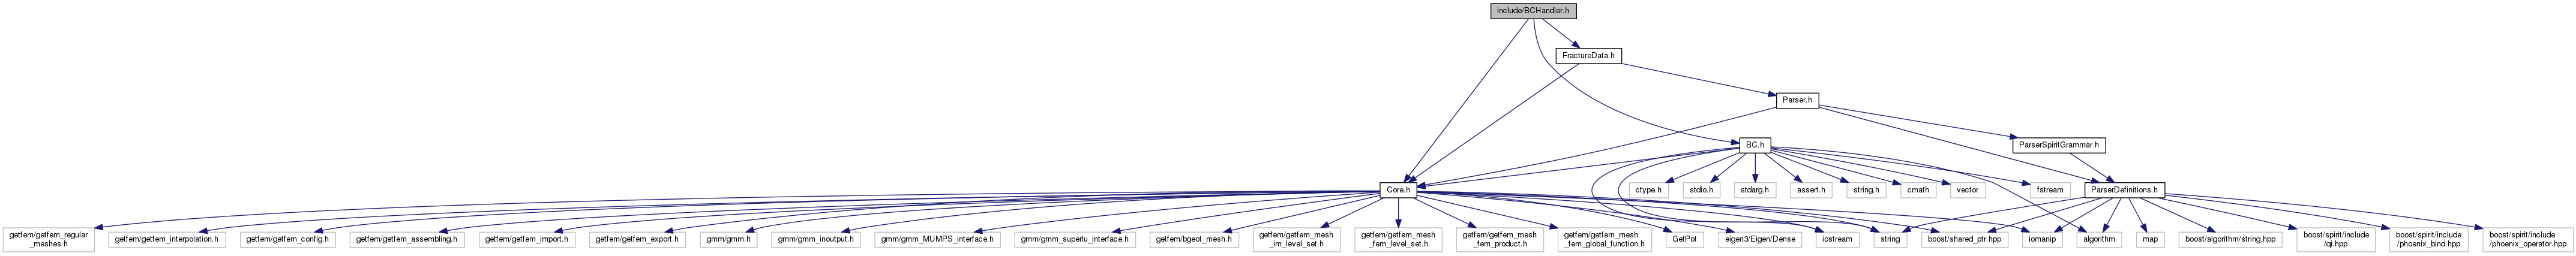 include/BCHandler.h
FractureData.h
Parser.h
BC.h
ParserSpiritGrammar.h
Core.h
ctype.h
stdio.h
stdarg.h
assert.h
string.h
cmath
vector
fstream
ParserDefinitions.h
getfem/getfem_regular
_meshes.h
getfem/getfem_interpolation.h
getfem/getfem_config.h
getfem/getfem_assembling.h
getfem/getfem_import.h
getfem/getfem_export.h
gmm/gmm.h
gmm/gmm_inoutput.h
gmm/gmm_MUMPS_interface.h
gmm/gmm_superlu_interface.h
getfem/bgeot_mesh.h
getfem/getfem_mesh
_im_level_set.h
getfem/getfem_mesh
_fem_level_set.h
getfem/getfem_mesh
_fem_product.h
getfem/getfem_mesh
_fem_global_function.h
GetPot
eigen3/Eigen/Dense
iostream
string
boost/shared_ptr.hpp
iomanip
algorithm
map
boost/algorithm/string.hpp
boost/spirit/include
/qi.hpp
boost/spirit/include
/phoenix_bind.hpp
boost/spirit/include
/phoenix_operator.hpp